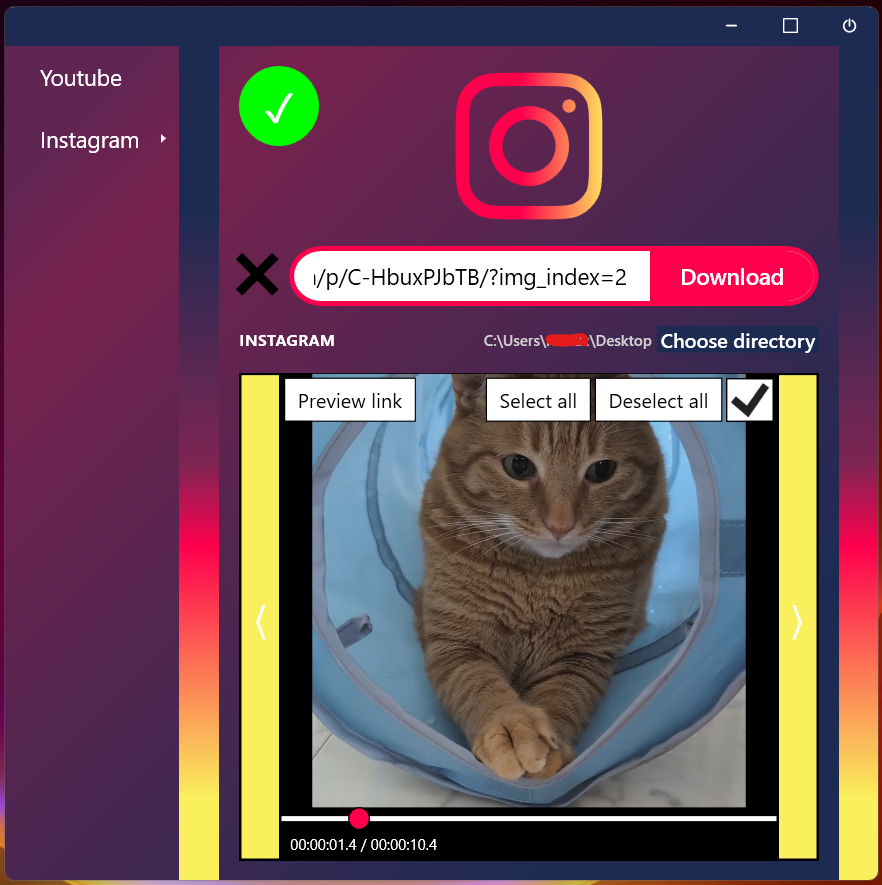 Youtube
Instagram
/p/C-HbuxPJbTB/?img_index=2
Download
INSTAGRAM
C:\Users\ \Desktop
Choose directory
Preview link
Select all
Deselect all
00:00:01.4 / 00:00:10.4